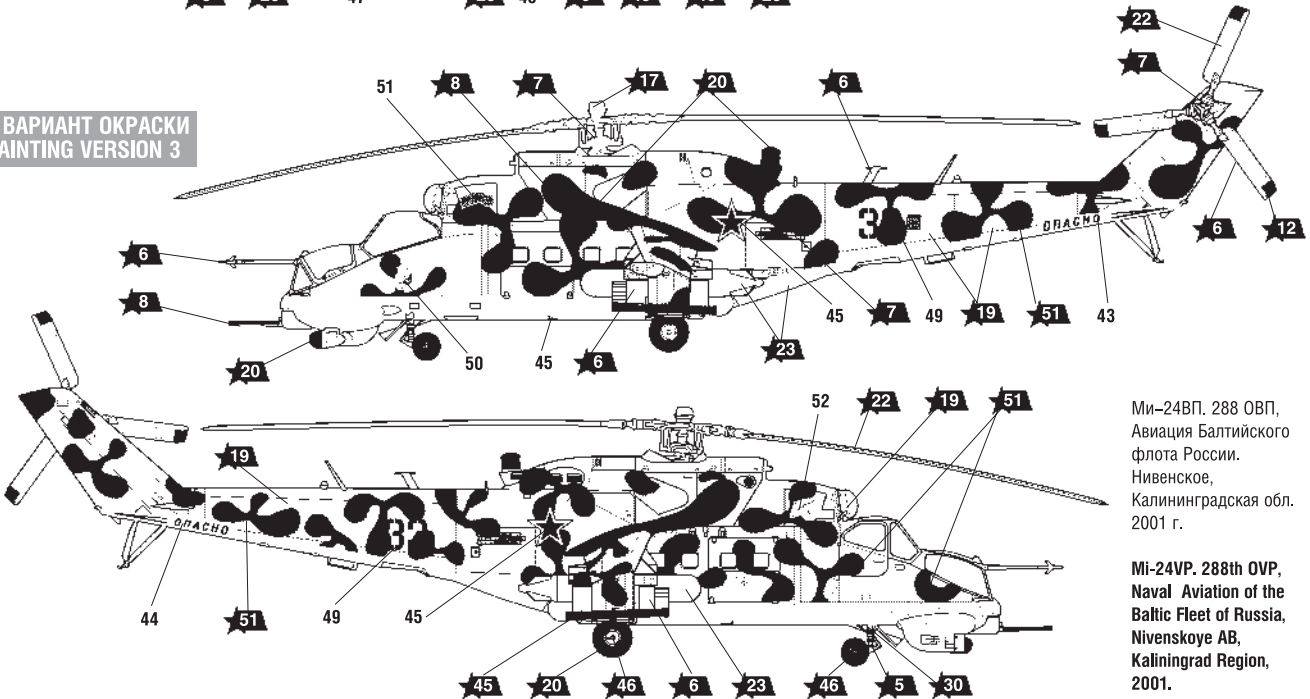 47
ВАРИАНТ ОКРАСКИ
AINTING VERSION 3
51 8 7 17 20 6 22
7
3
ОПАСНО
6
8
20
50 45 6 23 45 7 49 19 51 43
6 12
52 22 19 51
19
33
ОПАСНО
44 51 49 45
45 20 46 6 23 46 5 30
Ми–24ВП. 288 ОВП,
Авиация Балтийского
флота России.
Нивенское,
Калининградская обл.
2001 г.
Mi-24VP. 288th OVP,
Naval Aviation of the
Baltic Fleet of Russia,
Nivenskoye AB,
Kaliningrad Region,
2001.